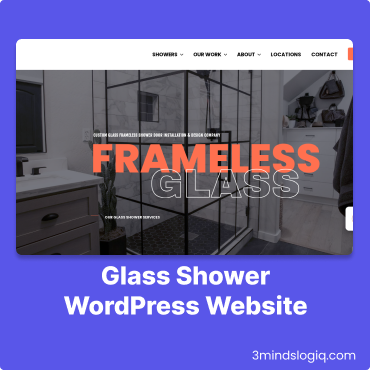 SHOWERS OUR WORK ABOUT LOCATIONS CONTACT
CUSTOM GLASS FRAMELESS SHOWER DOOR INSTALLATION & DESIGN COMPANY
FRAMELESS
GLASS
OUR GLASS SHOWER SERVICES
Glass Shower
WordPress Website
3mindslogiq.com